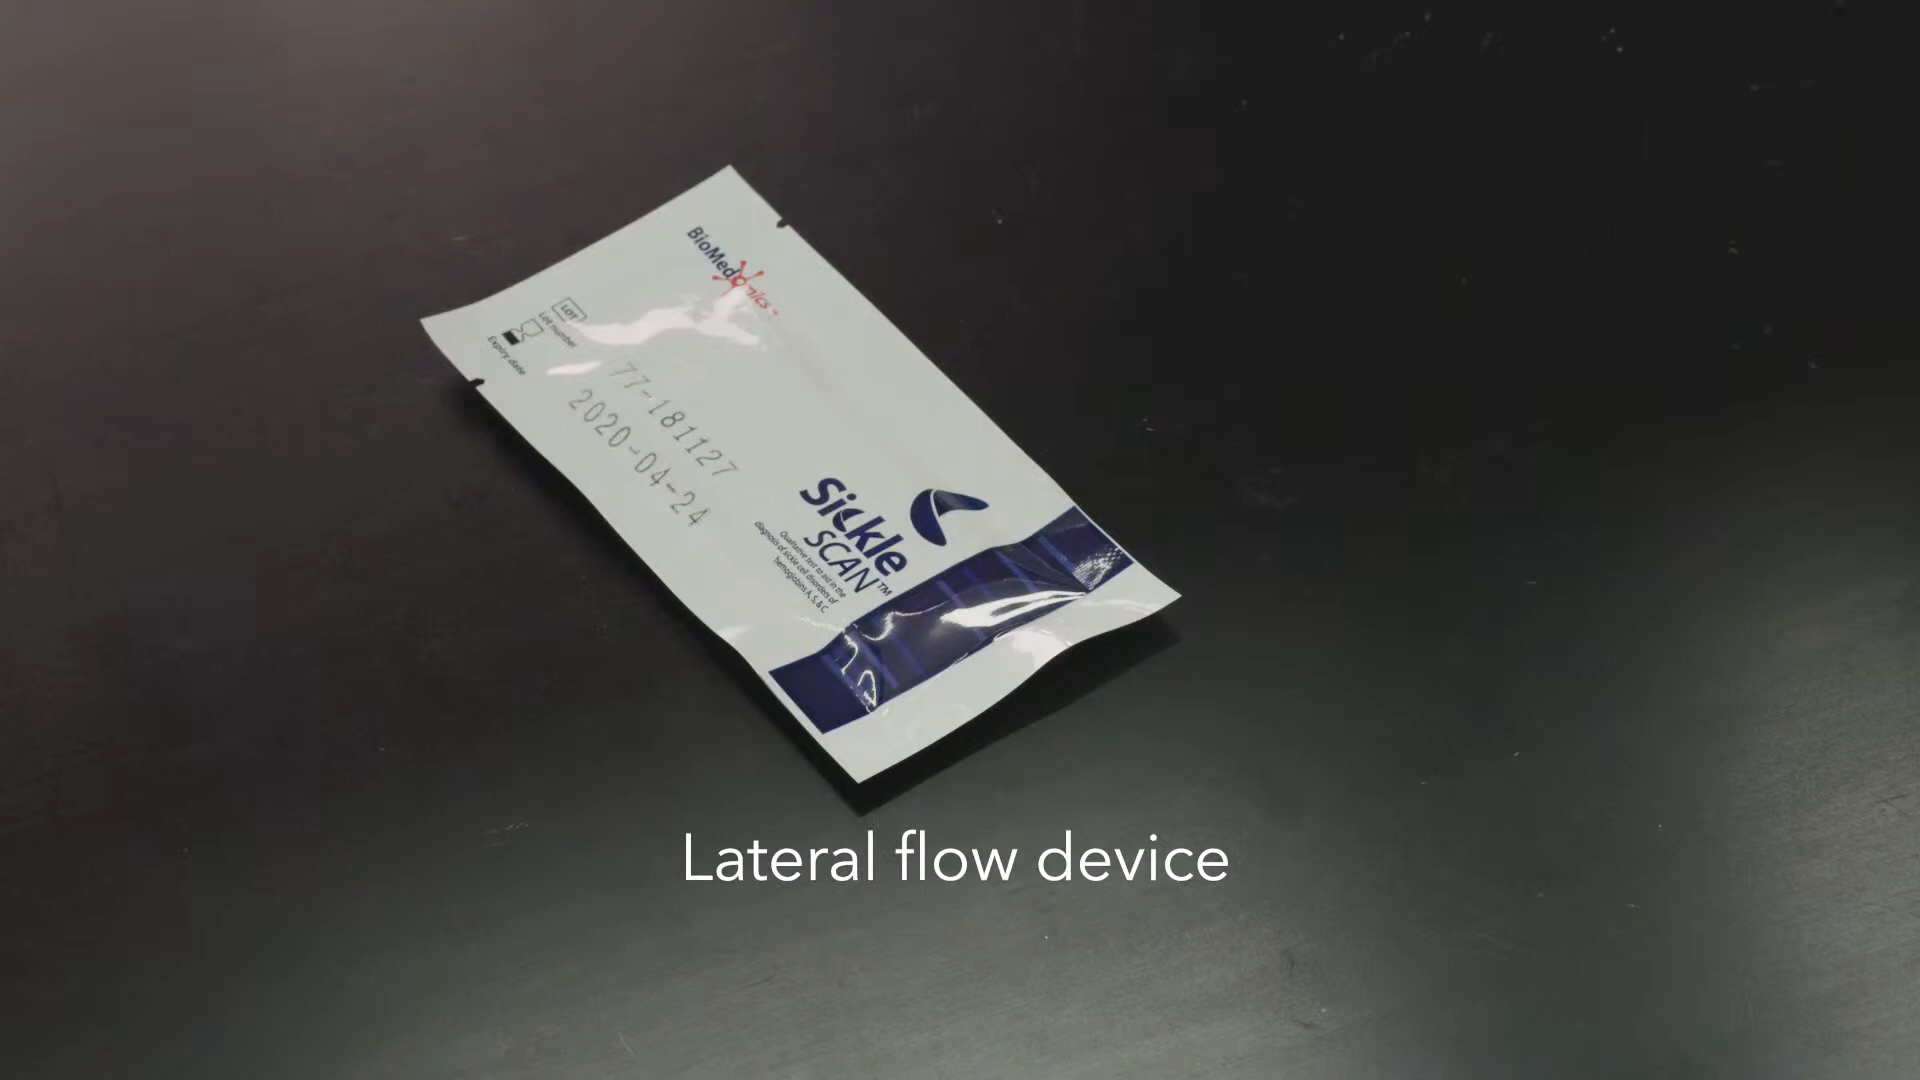 BioMedomics™
LOT
Lot number
Expiry date
77-181127
2020-04-24
Sickle
SCAN™
Qualitative test to aid in the
diagnosis of sickle cell disorders of
hemoglobins A, S, & C
Lateral flow device